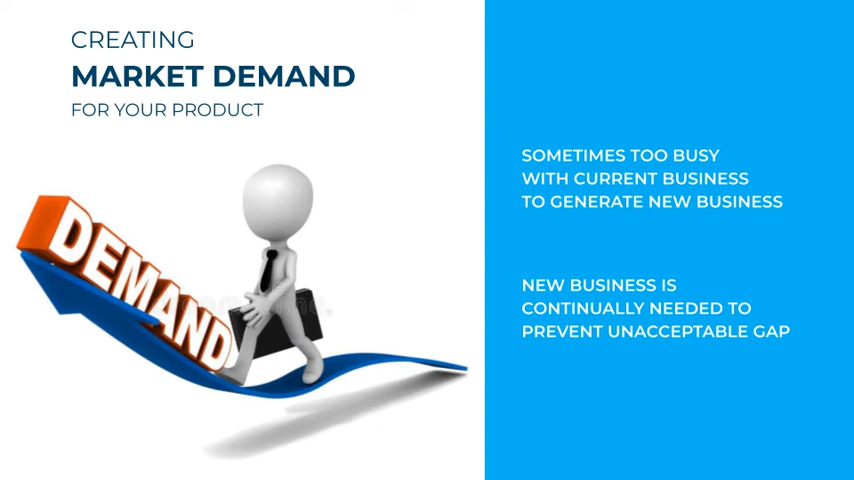 CREATING
MARKET DEMAND
FOR YOUR PRODUCT
DEMAND
SOMETIMES TOO BUSY
WITH CURRENT BUSINESS
TO GENERATE NEW BUSINESS
NEW BUSINESS IS
CONTINUALLY NEEDED TO
PREVENT UNACCEPTABLE GAP